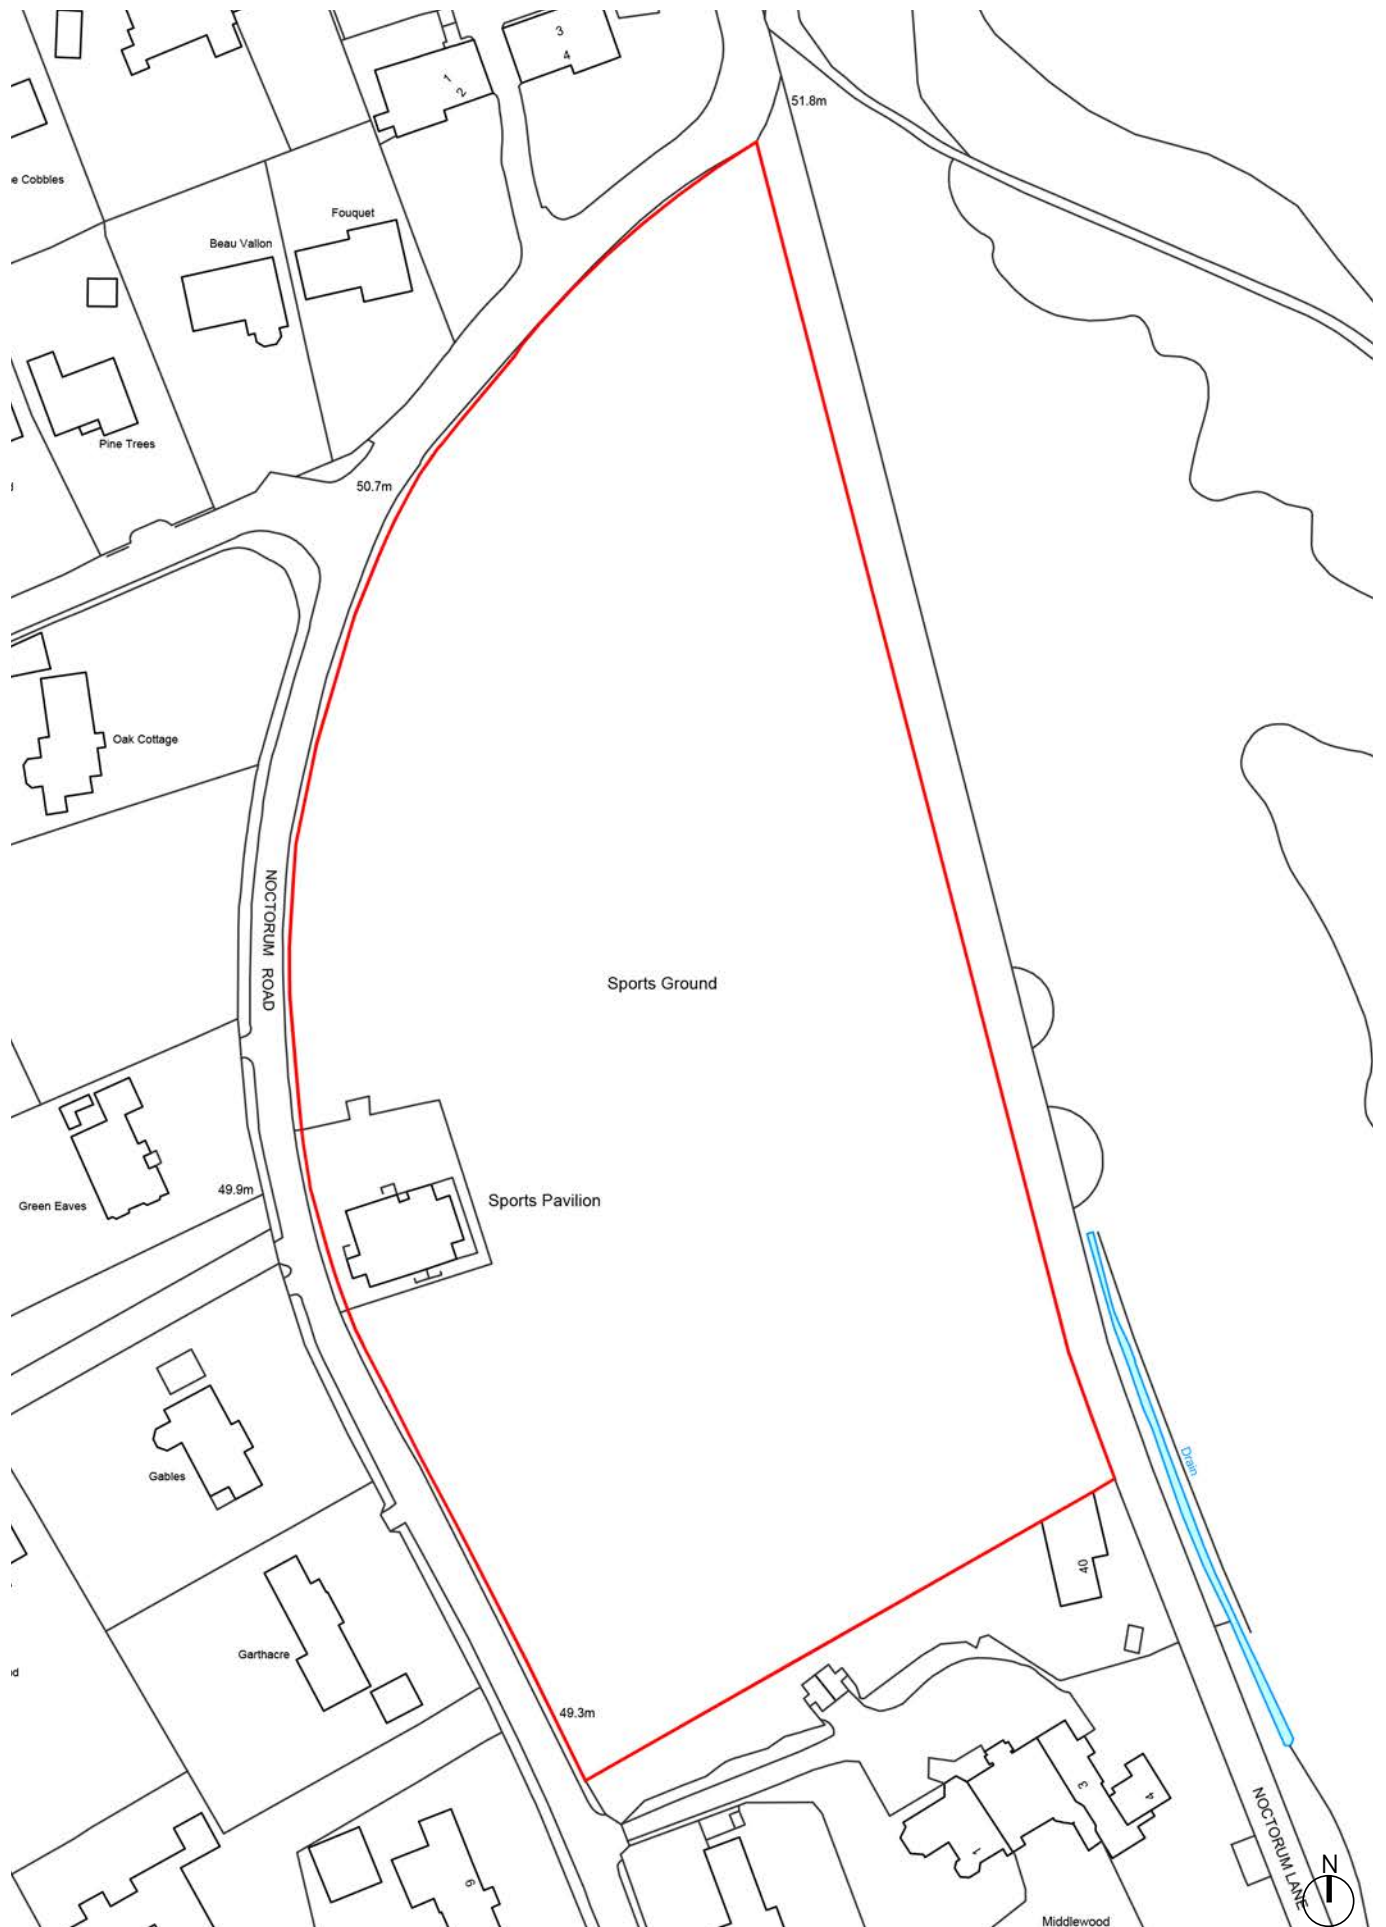 3
4
1
2
51.8m
e Cobbles
Fouquet
Beau Vallon
Pine Trees
50.7m
Oak Cottage
NOCTORUM ROAD
Sports Ground
Sports Pavilion
49.9m
Green Eaves
Drain
Gables
40
Garthacre
49.3m
3
4
1
9
NOCTORUM LANE
N
Middlewood